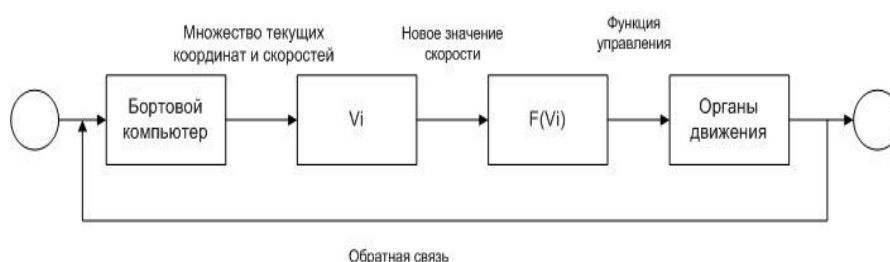 Множество текущих
координат и скоростей
Новое значение
скорости
Функция
управления
Бортовой
компьютер
Vi
F(Vi)
Органы
движения
Обратная связь